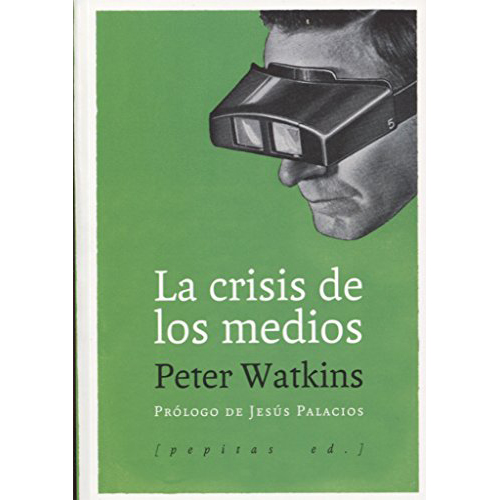 5
La crisis de
los medios
Peter Watkins
Prólogo de Jesús Palacios
[pepitas ed.]